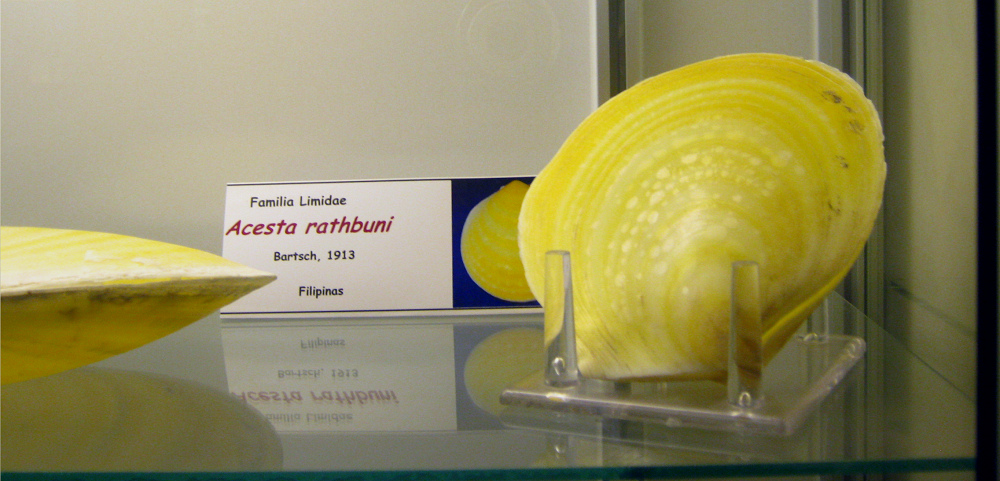 Familia Limidae
Acesta rathbuni
Bartsch, 1913
Filipinas